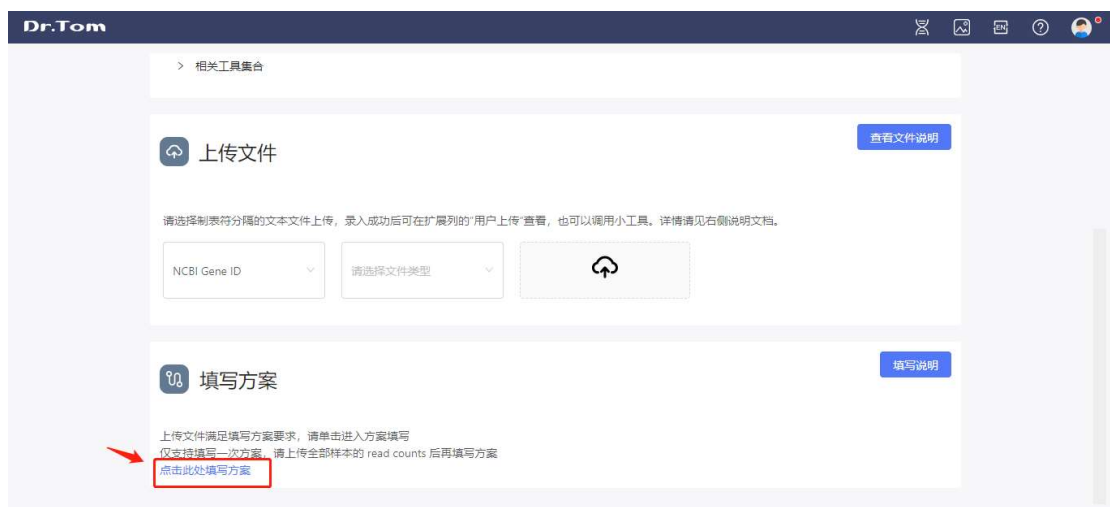 Dr.Tom
EN
相关工具集合
上传文件
查看文件说明
请选择制表符分隔的文本文件上传，录入成功后可在扩展列的“用户上传”查看，也可以调用小工具。详情请见右侧说明文档。
NCBI Gene ID
请选择文件类型
填写方案
填写说明
上传文件满足填写方案要求，请单击进入方案填写
仅支持填写一次方案，请上传全部样本的 read counts 后再填写方案
点击此处填写方案